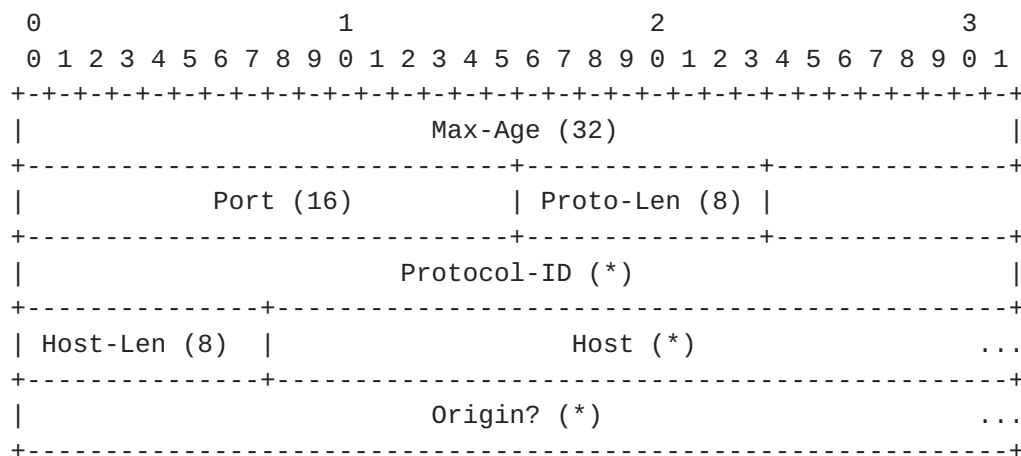 0                   1                   2                   3
 0 1 2 3 4 5 6 7 8 9 0 1 2 3 4 5 6 7 8 9 0 1 2 3 4 5 6 7 8 9 0 1
+-+-+-+-+-+-+-+-+-+-+-+-+-+-+-+-+-+-+-+-+-+-+-+-+-+-+-+-+-+-+-+-+
|                          Max-Age (32)                         |
+-------------------------------+---------------+---------------+
|            Port (16)          | Proto-Len (8) |
+-------------------------------+---------------+---------------+
|                        Protocol-ID (*)                        |
+---------------+-----------------------------------------------+
| Host-Len (8)  |                   Host (*)                  ...
+---------------+-----------------------------------------------+
|                          Origin? (*)                        ...
+---------------------------------------------------------------+